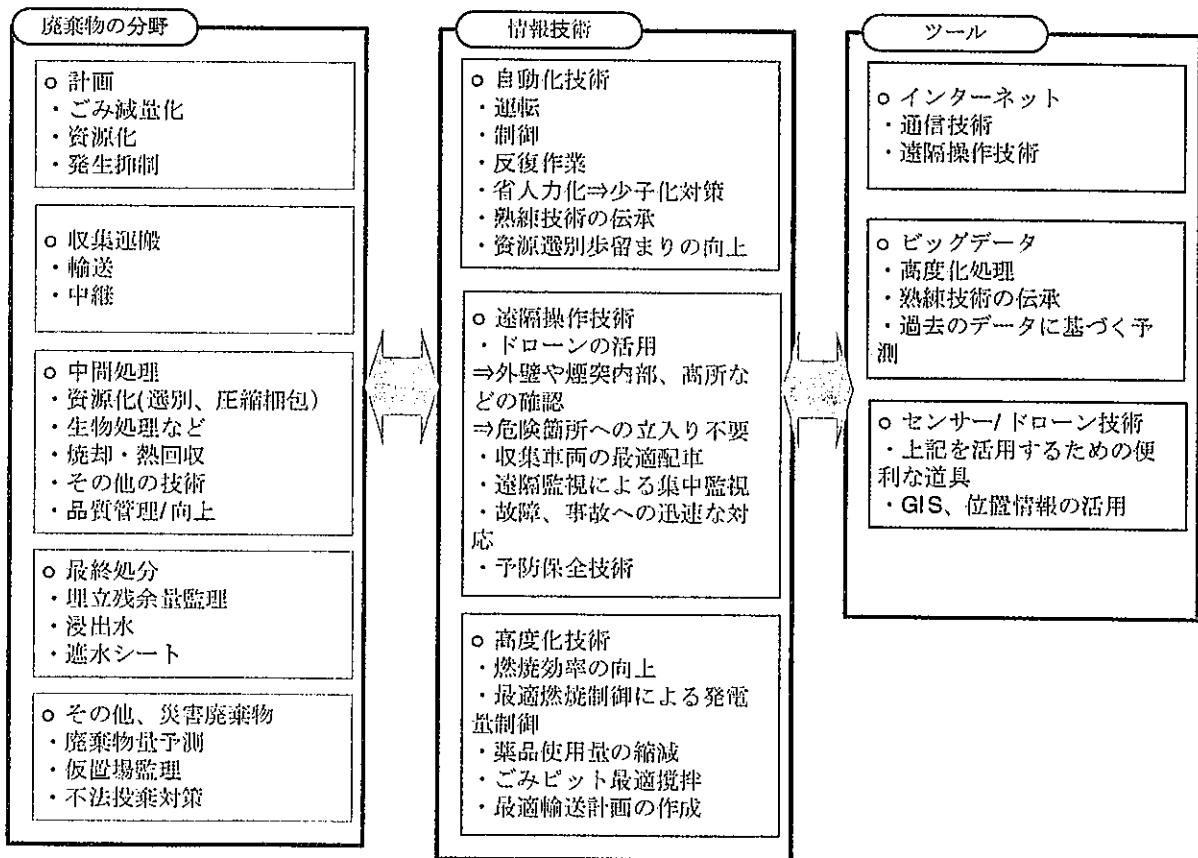 廃棄物の分野
○ 計画
・ごみ減量化
・資源化
・発生抑制
○ 収集運搬
・輸送
・中継
○ 中間処理
・資源化(選別、圧縮梱包)
・生物処理など
・焼却・熱回収
・その他の技術
・品質管理/向上
○ 最終処分
・埋立残余量監理
・浸出水
・遮水シート
○ その他、災害廃棄物
・廃棄物量予測
・仮置場監理
・不法投棄対策
情報技術
○ 自動化技術
・運転
・制御
・反復作業
・省人力化⇒少子化対策
・熟練技術の伝承
・資源選別歩留まりの向上
○ 遠隔操作技術
・ドローンの活用
⇒外壁や煙突内部、高所な
どの確認
⇒危険箇所への立入り不要
・収集車両の最適配車
・遠隔監視による集中監視
・故障、事故への迅速な対
応
・予防保全技術
○ 高度化技術
・燃焼効率の向上
・最適燃焼制御による発電
量制御
・薬品使用量の縮減
・ごみピット最適撹拌
・最適輸送計画の作成
ツール
○ インターネット
・通信技術
・遠隔操作技術
○ ビッグデータ
・高度化処理
・熟練技術の伝承
・過去のデータに基づく予
測
○ センサー/ドローン技術
・上記を活用するための便
利な道具
・GIS、位置情報の活用